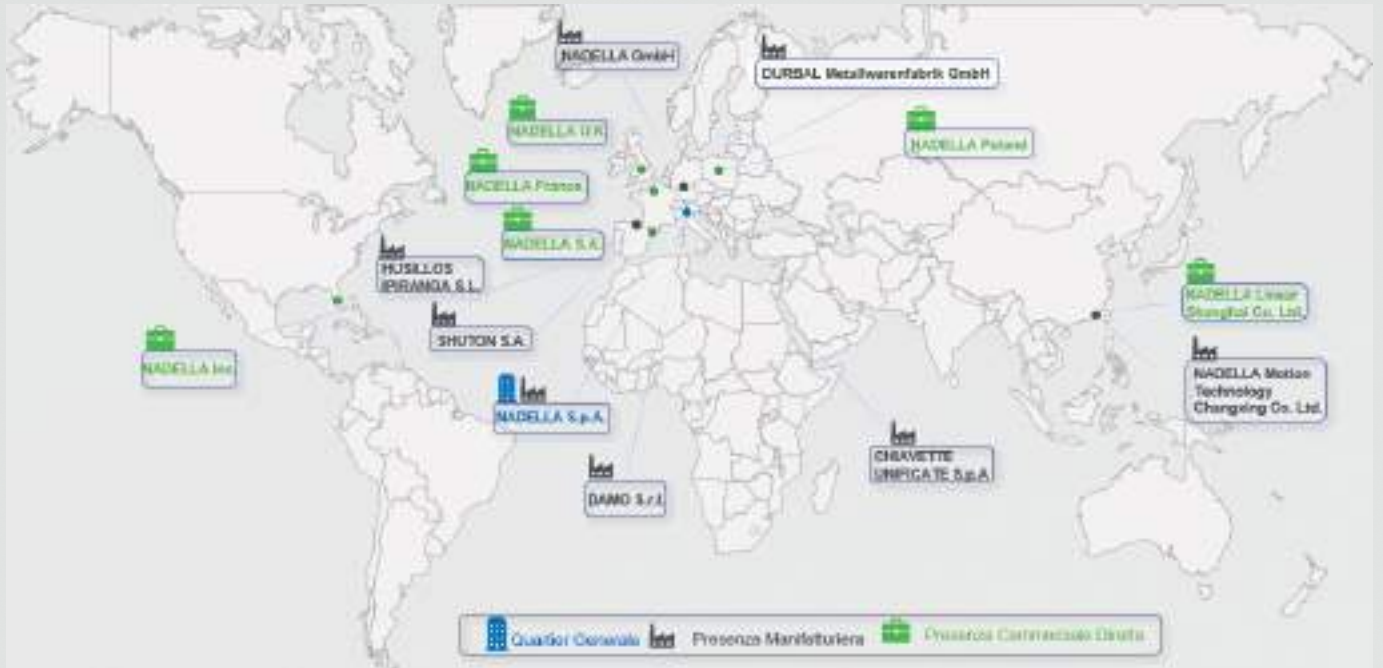 NADELLA GmbH
DURBAL Metallwarenfabrik GmbH
NADELLA U.K
NADELLA Poland
NADELLA France
NADELLA S.A.
HUSILLOS
IPIRANGA S.L.
NADELLA Linear
Shanghai Co. Ltd.
SHUTON S.A.
NADELLA Inc.
NADELLA Motion
Technology
Changxing Co. Ltd.
NADELLA S.p.A.
CHIAVETTE
UNIFICATE S.p.A
DAMO S.r.l.
Quartier Generale
Presenza Manifatturiera
Presenza Commerciale Diretta